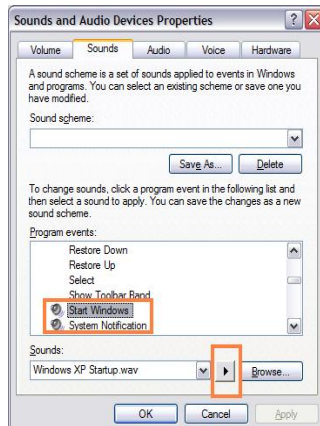 Sounds and Audio Devices Properties
Volume
Sounds
Audio
Voice
Hardware
A sound scheme is a set of sounds applied to events in Windows
and programs. You can select an existing scheme or save one you
have modified.
Sound scheme:
Save As...
Delete
To change sounds, click a program event in the following list and
then select a sound to apply. You can save the changes as a new
sound scheme.
Program events:
Restore Down
Restore Up
Select
Show Toolbar Band
Start Windows
System Notification
Sounds:
Windows XP Startup.wav
Browse...
OK
Cancel
Apply